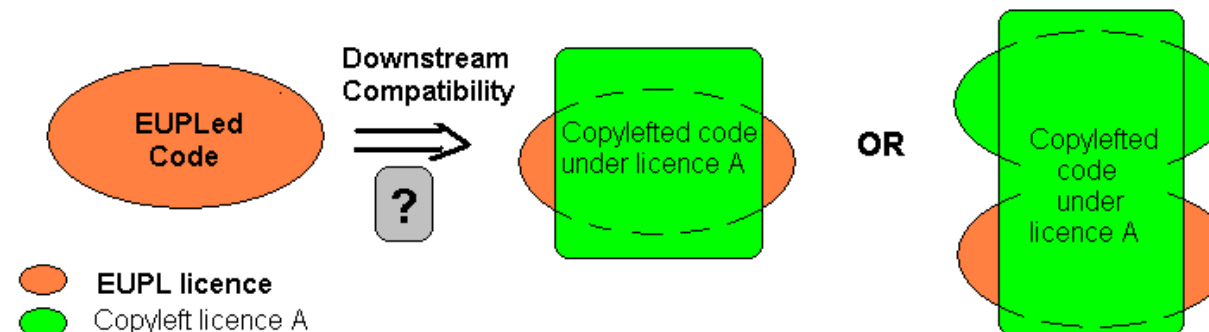 EUPLed
Code
Downstream
Compatibility
?
Copylefted code
under licence A
OR
Copylefted
code
under
licence A
EUPL licence
Copyleft licence A